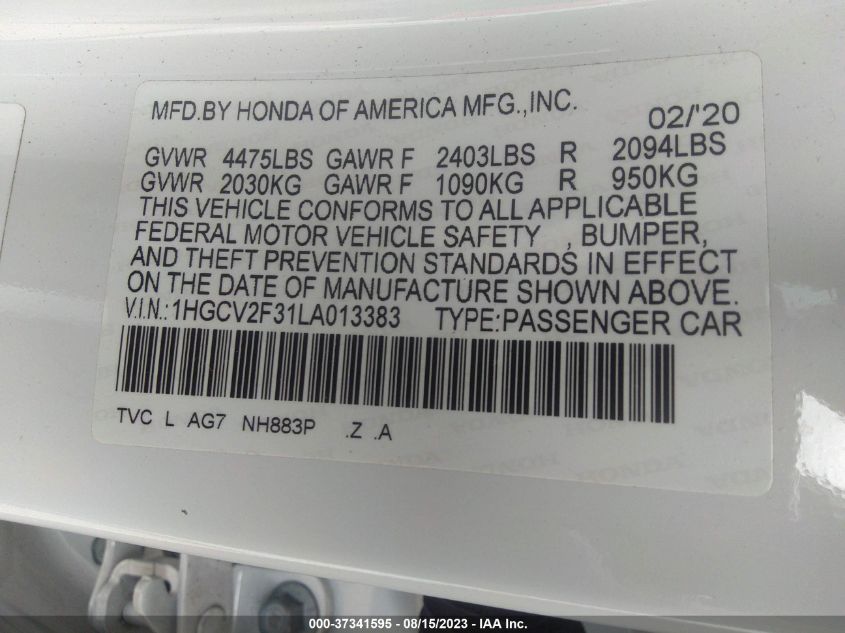 MFD.BY HONDA OF AMERICA MFG.,INC. 02/'20
GVWR 4475LBS GAWR F 2403LBS R 2094LBS
GVWR 2030KG GAWR F 1090KG R 950KG
THIS VEHICLE CONFORMS TO ALL APPLICABLE
FEDERAL MOTOR VEHICLE SAFETY , BUMPER,
AND THEFT PREVENTION STANDARDS IN EFFECT
ON THE DATE OF MANUFACTURE SHOWN ABOVE.
V.I.N.:1HGCV2F31LA013383 TYPE:PASSENGER CAR
TVC L AG7 NH883P .Z .A
000-37341595 - 08/15/2023 - IAA Inc.